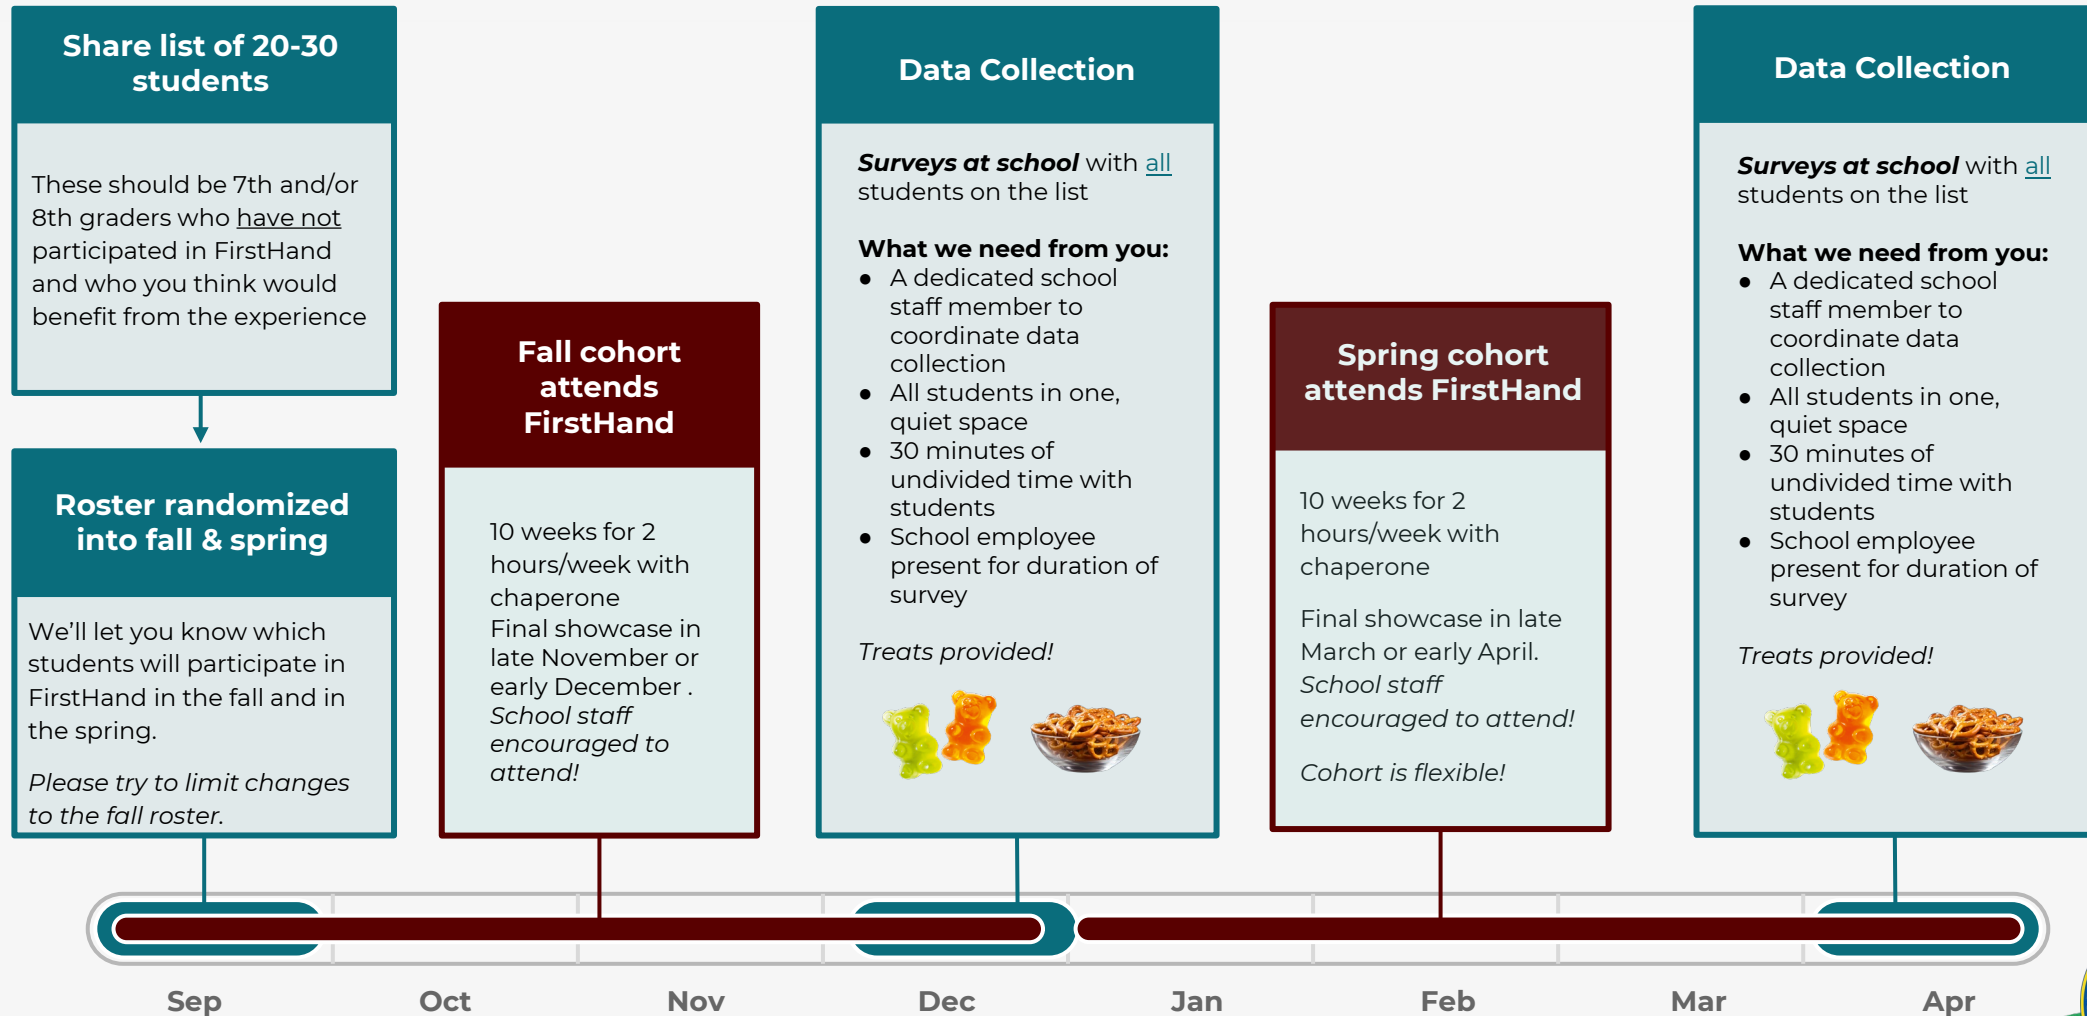 Share list of 20-30
students
These should be 7th and/or
8th graders who have not
participated in FirstHand
and who you think would
benefit from the experience
Roster randomized
into fall & spring
We’ll let you know which
students will participate in
FirstHand in the fall and in
the spring.
Please try to limit changes
to the fall roster.
Fall cohort
attends
FirstHand
10 weeks for 2
hours/week with
chaperone
Final showcase in
late November or
early December .
School staff
encouraged to
attend!
Data Collection
Surveys at school with all
students on the list
What we need from you:
● A dedicated school
staff member to
coordinate data
collection
● All students in one,
quiet space
● 30 minutes of
undivided time with
students
● School employee
present for duration of
survey
Treats provided!
Spring cohort
attends FirstHand
10 weeks for 2
hours/week with
chaperone
Final showcase in late
March or early April.
School staff
encouraged to attend!
Cohort is flexible!
Data Collection
Surveys at school with all
students on the list
What we need from you:
● A dedicated school
staff member to
coordinate data
collection
● All students in one,
quiet space
● 30 minutes of
undivided time with
students
● School employee
present for duration of
survey
Treats provided!
Sep Oct Nov Dec Jan Feb Mar Apr